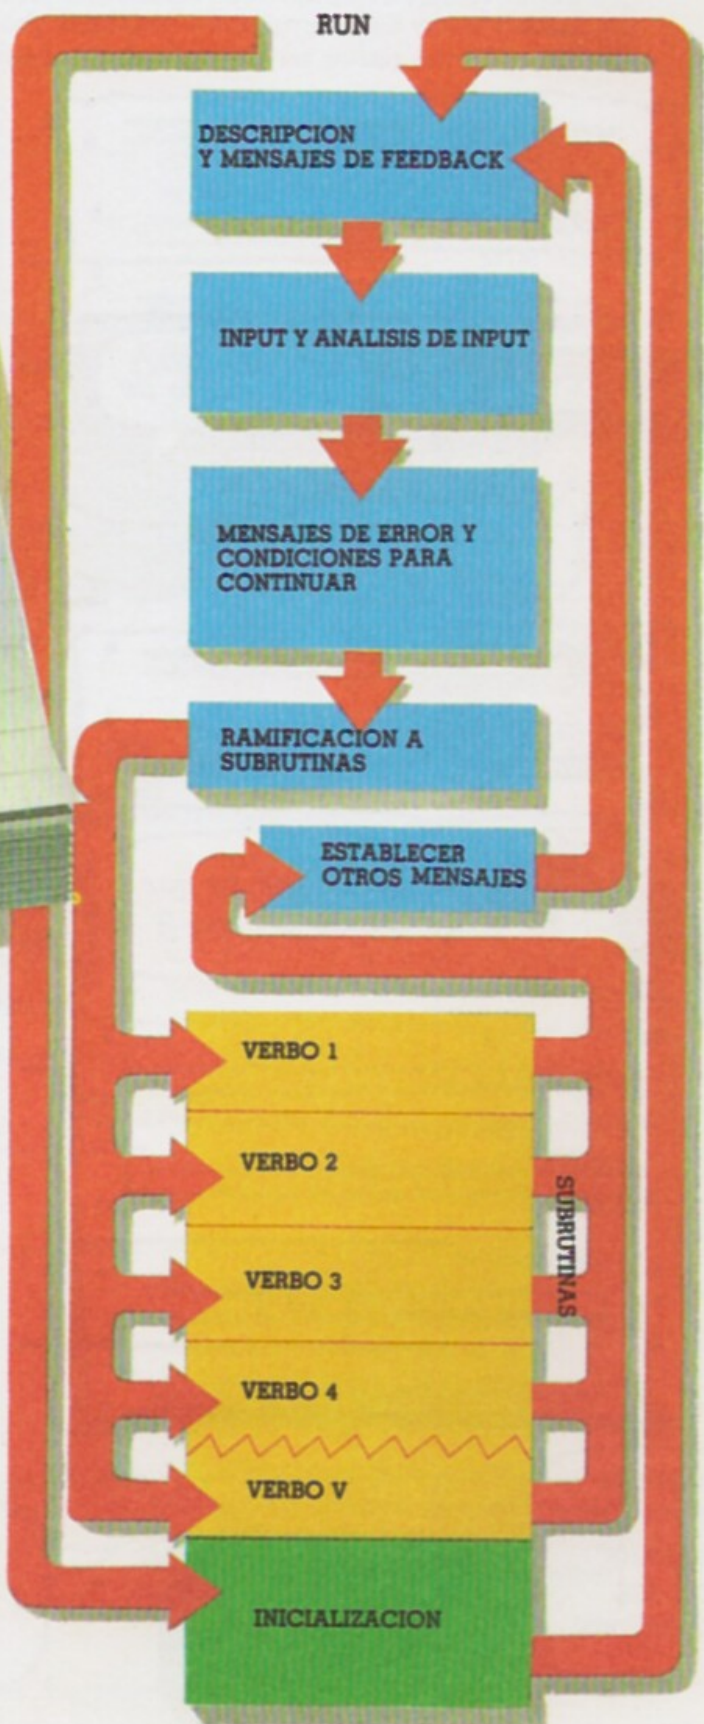 RUN
DESCRIPCION
Y MENSAJES DE FEEDBACK
INPUT Y ANALISIS DE INPUT
MENSAJES DE ERROR Y
CONDICIONES PARA
CONTINUAR
RAMIFICACION A
SUBRUTINAS
ESTABLECER
OTROS MENSAJES
VERBO 1
VERBO 2
VERBO 3
VERBO 4
VERBO V
SUBRUTINAS
INICIALIZACION